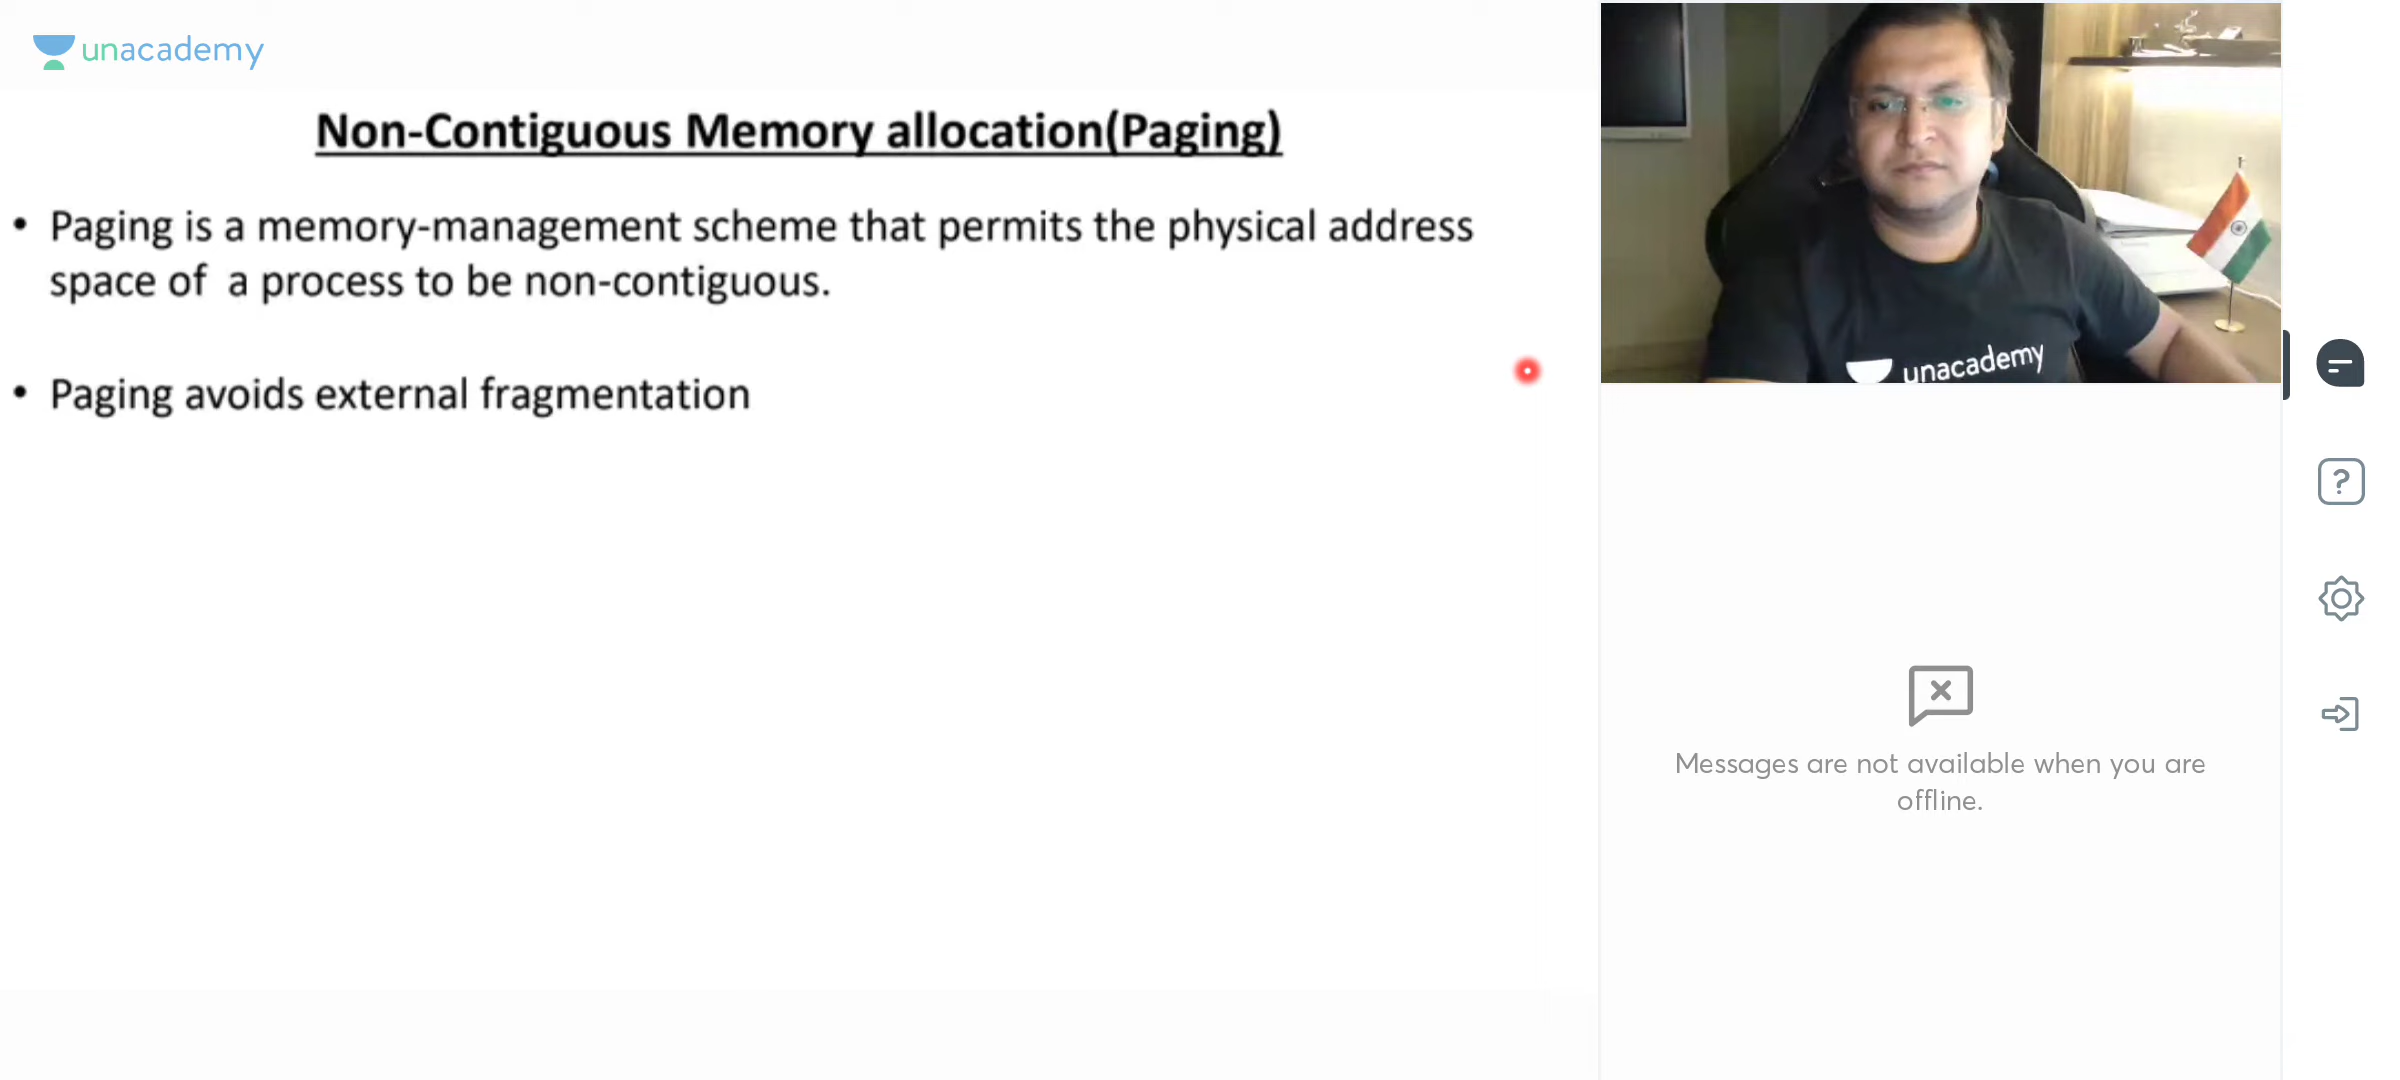 unacademy
Non-Contiguous Memory allocation(Paging)
• Paging is a memory-management scheme that permits the physical address
space of a process to be non-contiguous.
• Paging avoids external fragmentation
unacademy
?
Messages are not available when you are
offline.